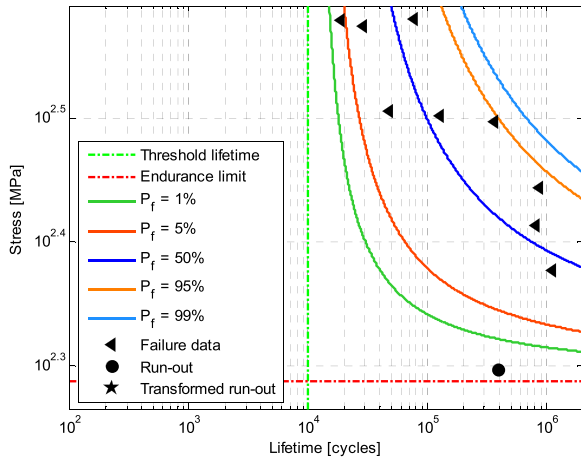 Stress [MPa]
10^2.5
10^2.4
10^2.3
Threshold lifetime
Endurance limit
P_f = 1%
P_f = 5%
P_f = 50%
P_f = 95%
P_f = 99%
Failure data
Run-out
Transformed run-out
10^2 10^3 10^4 10^5 10^6
Lifetime [cycles]